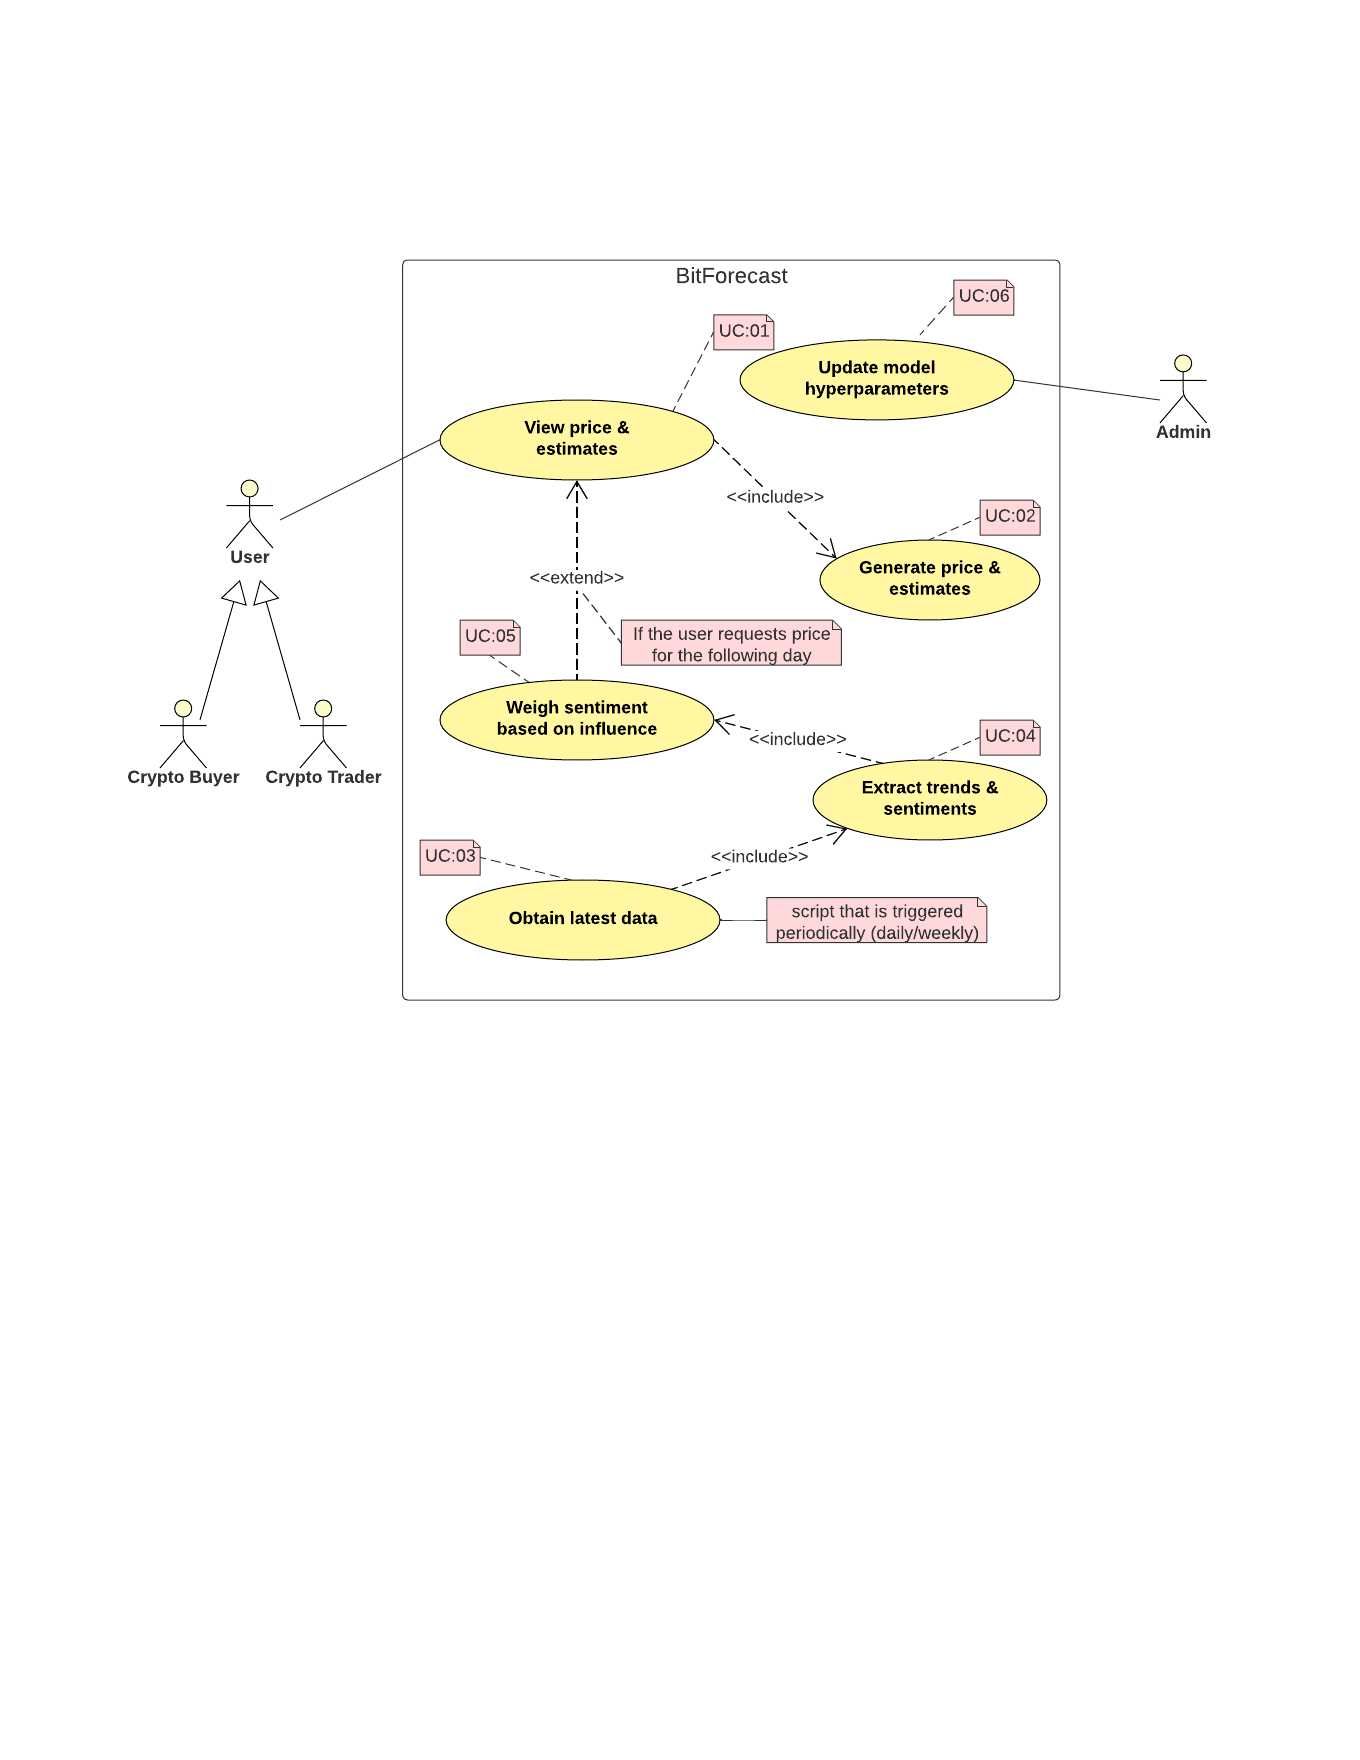 BitForecast
UC:06
UC:01
Update model
hyperparameters
Admin
View price &
estimates
<<include>>
User
UC:02
Generate price &
estimates
<<extend>>
If the user requests price
for the following day
UC:05
Weigh sentiment
based on influence
<<include>>
UC:04
Crypto Buyer
Crypto Trader
Extract trends &
sentiments
UC:03
<<include>>
Obtain latest data
script that is triggered
periodically (daily/weekly)